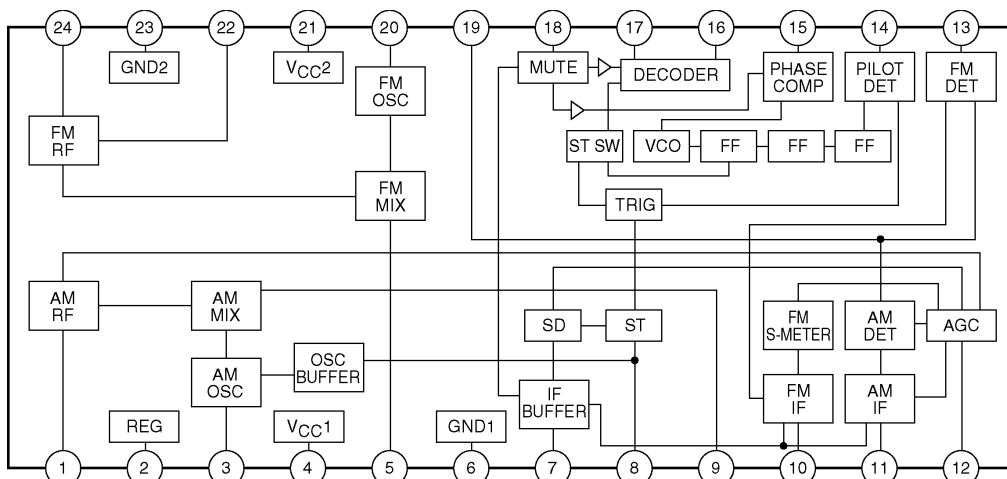 24 23 22 21 20 19 18 17 16 15 14 13
GND2
VCC2
FM
OSC
MUTE
DECODER
PHASE
COMP
PILOT
DET
FM
DET
FM
RF
ST SW
VCO
FF
FF
FF
FM
MIX
TRIG
AM
RF
AM
MIX
SD
ST
FM
S-METER
AM
DET
AGC
AM
OSC
OSC
BUFFER
IF
BUFFER
FM
IF
AM
IF
REG
VCC1
GND1
1 2 3 4 5 6 7 8 9 10 11 12